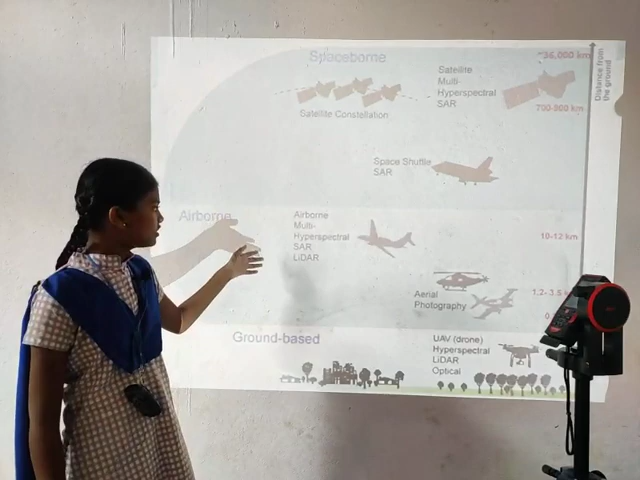 Spaceborne
~36,000 km
Distance from
the ground
Satellite
Multi-
Hyperspectral
SAR
Satellite Constellation
700-800 km
Space Shuttle
SAR
Airborne
Airborne
Multi-
Hyperspectral
SAR
LiDAR
10-12 km
Aerial
Photography
1.2-3.5
Ground-based
UAV (drone)
Hyperspectral
LiDAR
Optical